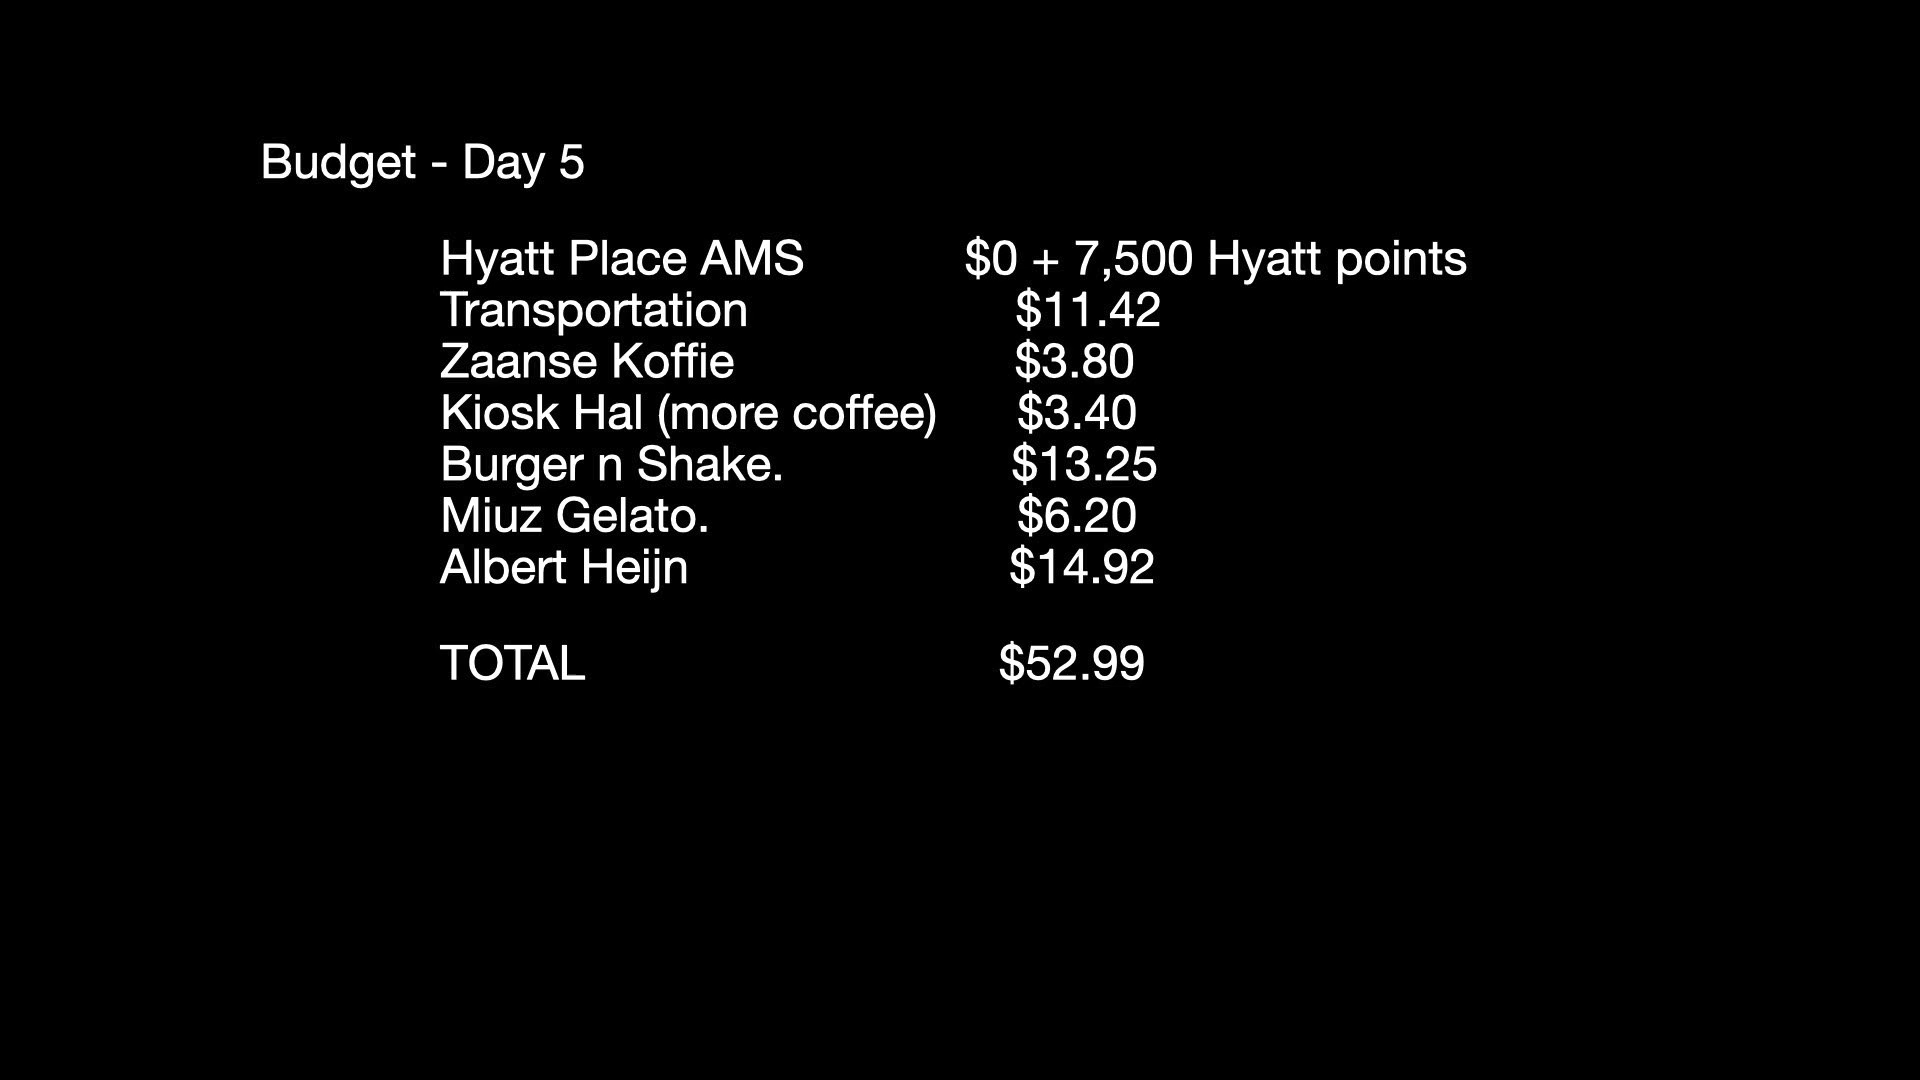 Budget - Day 5
Hyatt Place AMS $0 + 7,500 Hyatt points
Transportation $11.42
Zaanse Koffie $3.80
Kiosk Hal (more coffee) $3.40
Burger n Shake. $13.25
Miuz Gelato. $6.20
Albert Heijn $14.92
TOTAL $52.99